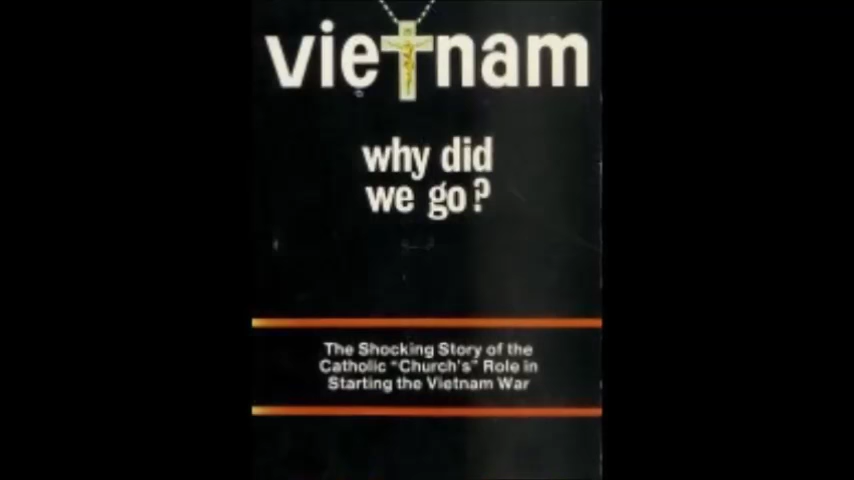 vietnam
why did
we go?
The Shocking Story of the
Catholic "Church's" Role in
Starting the Vietnam War